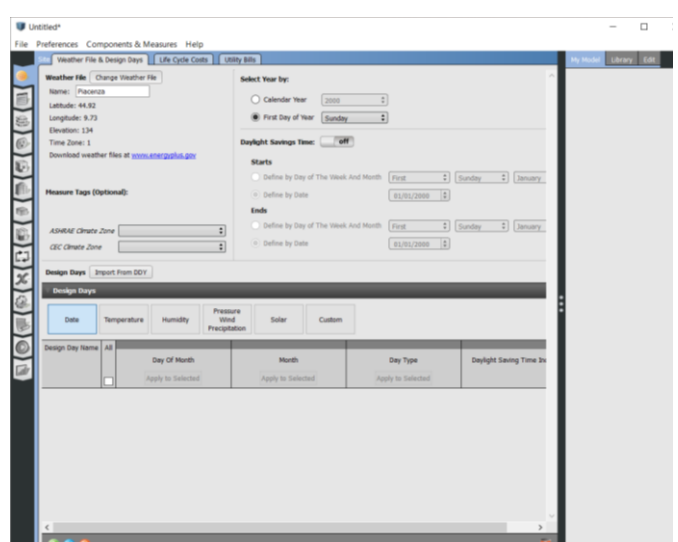 Untitled*
File Preferences Components & Measures Help
Site Weather File & Design Days Life Cycle Costs Utility Bills
My Model Library Edit
Weather File Change Weather File
Name: Piacenza
Latitude: 44.92
Longitude: 9.73
Elevation: 134
Time Zone: 1
Download weather files at www.energyplus.gov
Measure Tags (Optional):
ASHRAE Climate Zone
CEC Climate Zone
Select Year by:
Calendar Year 2000
First Day of Year Sunday
Daylight Savings Time: off
Starts
Define by Day of The Week And Month First Sunday January
Define by Date 01/01/2000
Ends
Define by Day of The Week And Month First Sunday January
Define by Date 01/01/2000
Design Days Import From DDY
Design Days
Date Temperature Humidity Pressure Wind Precipitation Solar Custom
Design Day Name All
Day Of Month Month Day Type Daylight Saving Time In
Apply to Selected Apply to Selected Apply to Selected